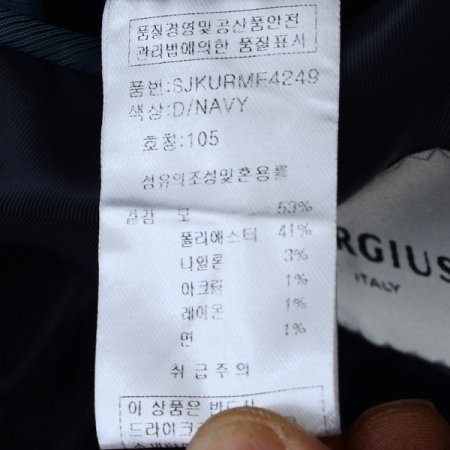 품질경영및공산품안전
관리법에의한 품질표시
품번:SJKURMF4249
색상:D/NAVY
호칭:105
섬유의조성및혼용률
겉감 모 53%
폴리에스터 41%
나일론 3%
아크릴 1%
레이온 1%
면 1%
취급주의
이 상품은 반드시
드라이크
RGIUS
ITALY